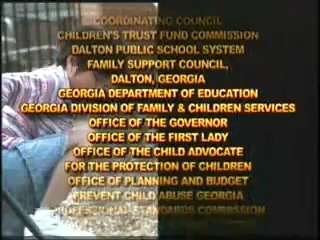 COORDINATING COUNCIL
CHILDREN'S TRUST FUND COMMISSION
DALTON PUBLIC SCHOOL SYSTEM
FAMILY SUPPORT COUNCIL,
DALTON, GEORGIA
GEORGIA DEPARTMENT OF EDUCATION
GEORGIA DIVISION OF FAMILY & CHILDREN SERVICES
OFFICE OF THE GOVERNOR
OFFICE OF THE FIRST LADY
OFFICE OF THE CHILD ADVOCATE
FOR THE PROTECTION OF CHILDREN
OFFICE OF PLANNING AND BUDGET
PREVENT CHILD ABUSE GEORGIA
PROFESSIONAL STANDARDS COMMISSION